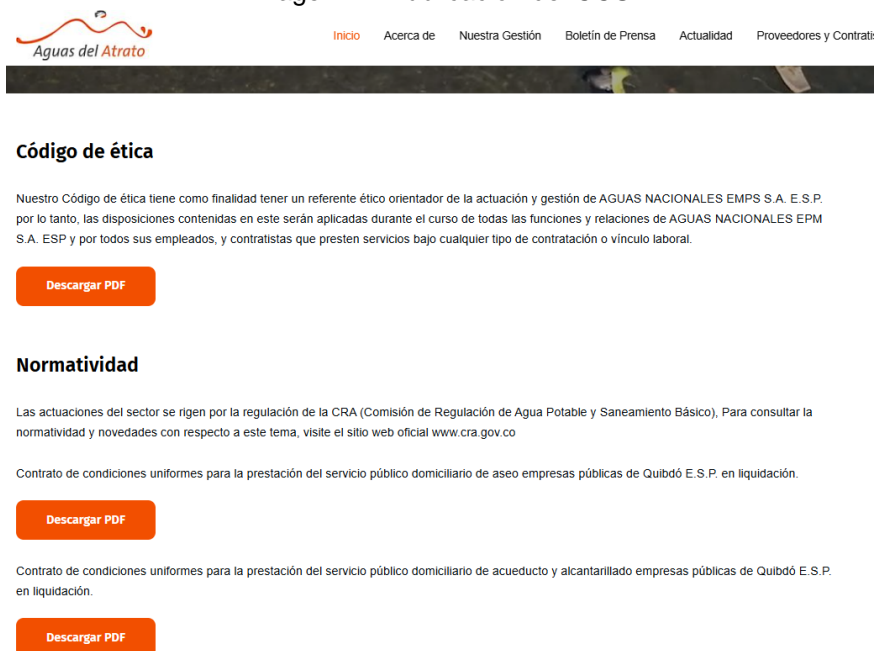 Aguas del Atrato
Inicio Acerca de Nuestra Gestión Boletín de Prensa Actualidad Proveedores y Contratis
Código de ética
Nuestro Código de ética tiene como finalidad tener un referente ético orientador de la actuación y gestión de AGUAS NACIONALES EMPS S.A. E.S.P.
por lo tanto, las disposiciones contenidas en este serán aplicadas durante el curso de todas las funciones y relaciones de AGUAS NACIONALES EPM
S.A. ESP y por todos sus empleados, y contratistas que presten servicios bajo cualquier tipo de contratación o vínculo laboral.
Descargar PDF
Normatividad
Las actuaciones del sector se rigen por la regulación de la CRA (Comisión de Regulación de Agua Potable y Saneamiento Básico), Para consultar la
normatividad y novedades con respecto a este tema, visite el sitio web oficial www.cra.gov.co
Contrato de condiciones uniformes para la prestación del servicio público domiciliario de aseo empresas públicas de Quibdó E.S.P. en liquidación.
Descargar PDF
Contrato de condiciones uniformes para la prestación del servicio público domiciliario de acueducto y alcantarillado empresas públicas de Quibdó E.S.P.
en liquidación.
Descargar PDF